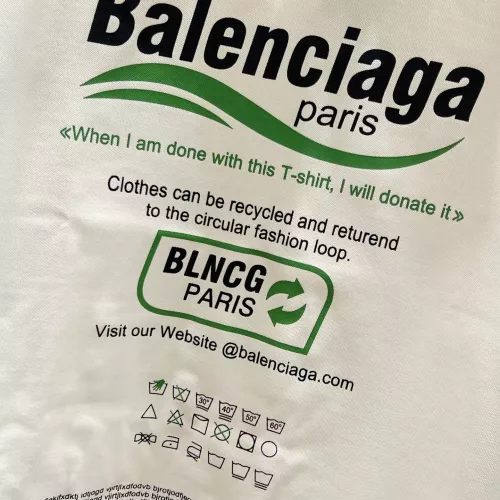 Balenciaga
paris
«When I am done with this T-shirt, I will donate it»
Clothes can be recycled and returend
to the circular fashion loop.
BLNCG
PARIS
Visit our Website @balenciaga.com
30° 40° 50° 60°